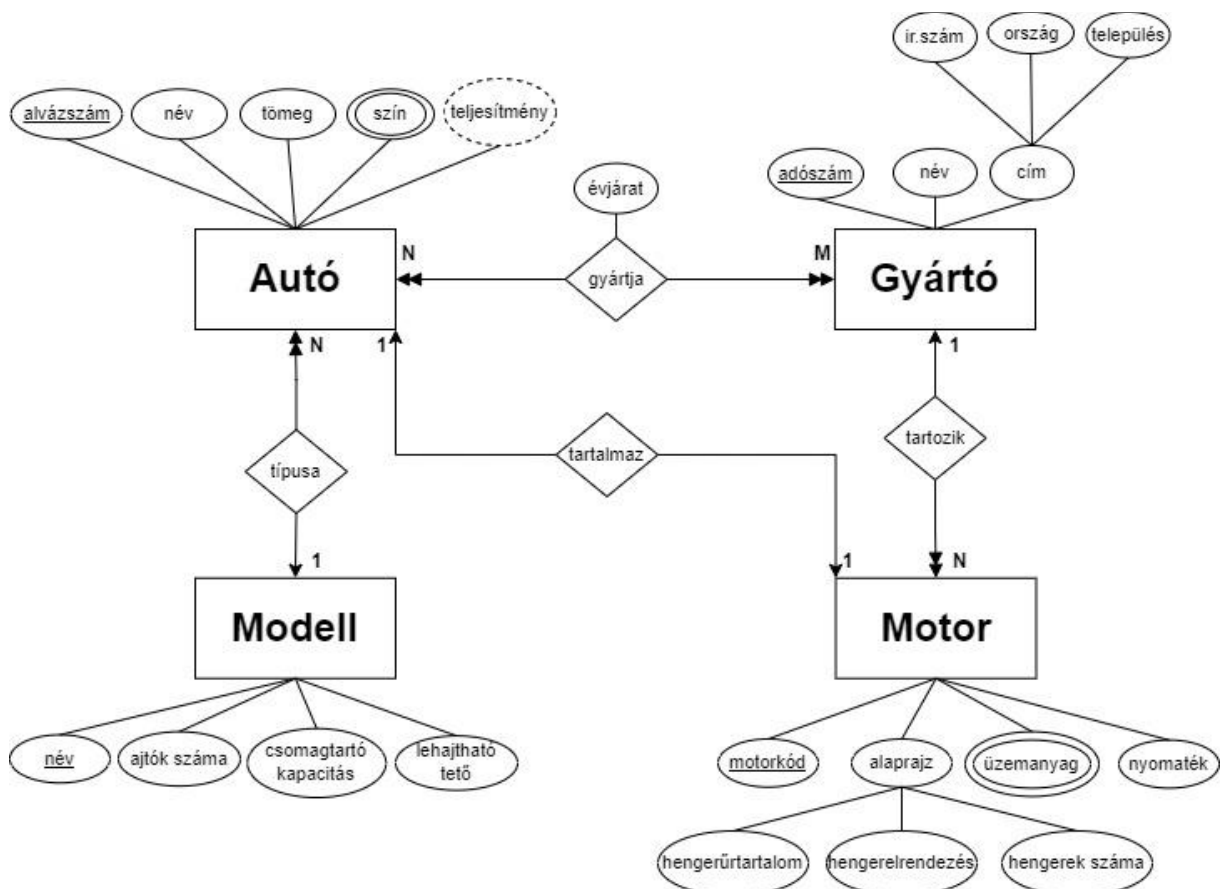 ir.szám
ország
település
alvázszám
név
tömeg
szín
teljesítmény
évjárat
adószám
név
cím
Autó
N
gyártja
M
Gyártó
N
1
1
típusa
tartalmaz
tartozik
1
1
N
Modell
Motor
név
ajtók száma
csomagtartó
kapacitás
lehajtható
tető
motorkód
alaprajz
üzemanyag
nyomaték
hengerűrtartalom
hengerelrendezés
hengerek száma